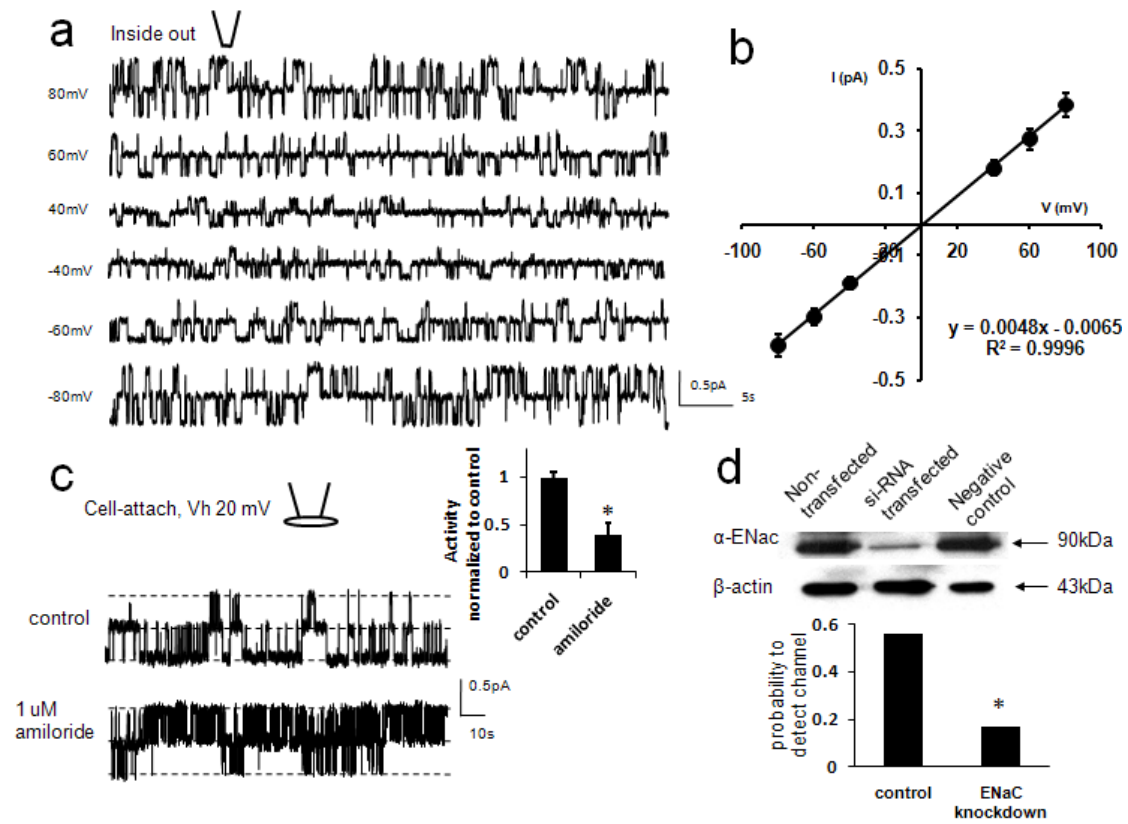 a
Inside out
80mV
60mV
40mV
-40mV
-60mV
-80mV
0.5pA
5s
b
I (pA)
0.5
0.3
0.1
V (mV)
-100
-60
-20
20
60
100
-0.1
-0.3
-0.5
y = 0.0048x - 0.0065
R² = 0.9996
c
Cell-attach, Vh 20 mV
control
1 uM
amiloride
0.5pA
10s
Activity
normalized to control
1
0.5
0
*
control
amiloride
d
Non-
transfected
si-RNA
transfected
Negative
control
α-ENac
90kDa
β-actin
43kDa
probability to
detect channel
0.6
0.4
0.2
0
*
control
ENaC
knockdown